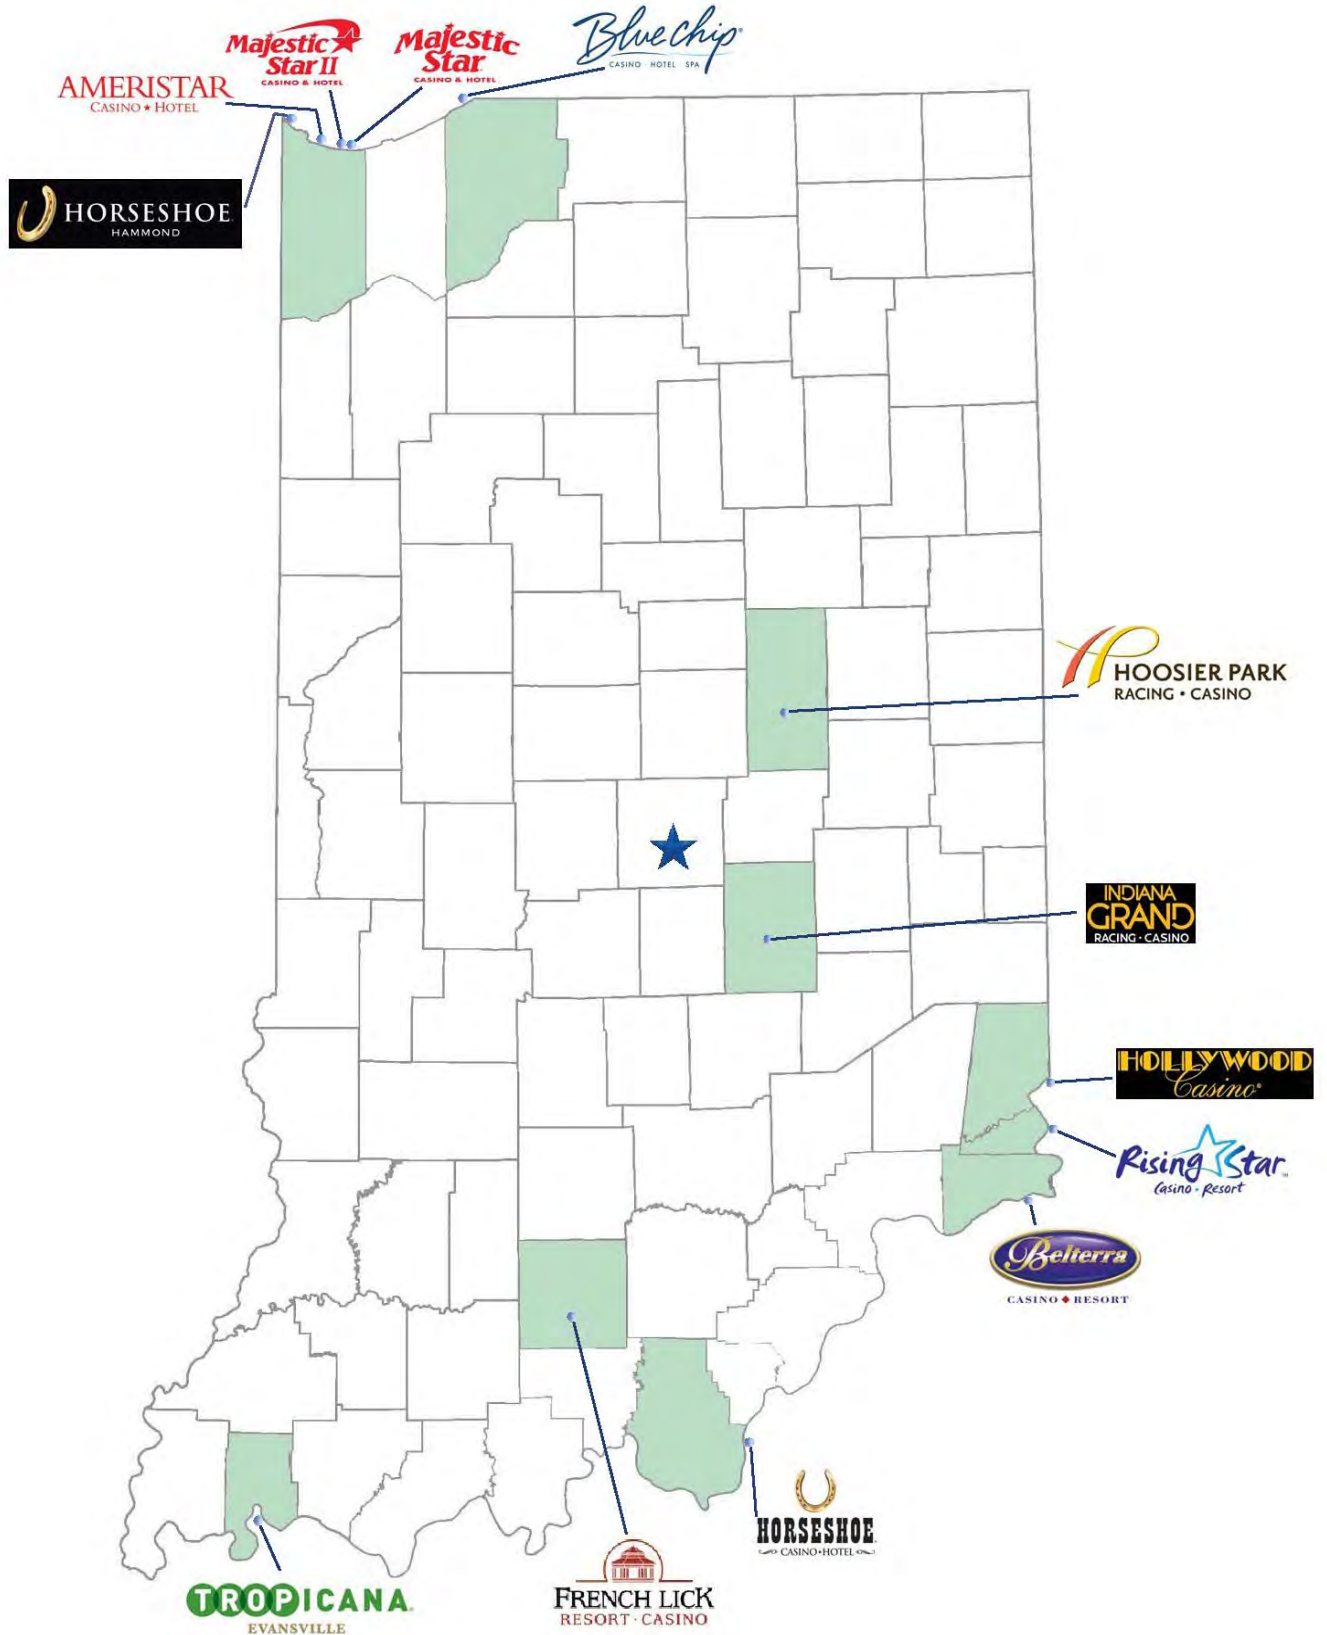 Blue Chip
CASINO HOTEL SPA
Majestic
Star II
CASINO & HOTEL
Majestic
Star
CASINO & HOTEL
AMERISTAR
CASINO ★ HOTEL
HORSESHOE
HAMMOND
HOOSIER PARK
RACING • CASINO
INDIANA
GRAND
RACING • CASINO
HOLLYWOOD
Casino®
Rising Star™
Casino • Resort
Belterra
CASINO ♦ RESORT
HORSESHOE
CASINO • HOTEL
FRENCH LICK
RESORT • CASINO
TROPICANA
EVANSVILLE